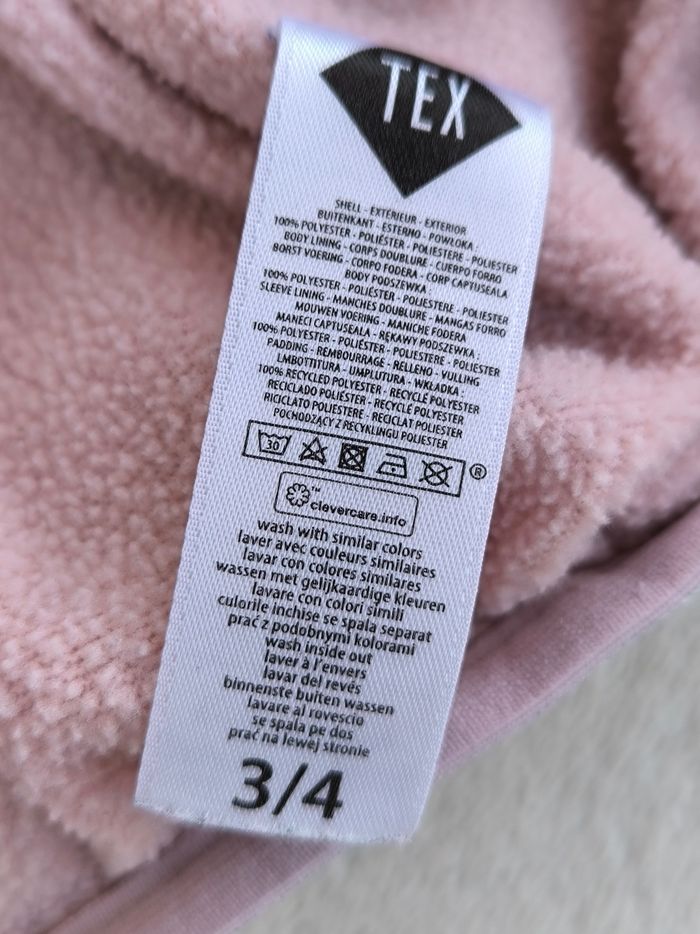 TEX
SHELL - EXTÉRIEUR - EXTERIOR
BUITENKANT - ESTERNO - POWŁOKA
100% POLYESTER - POLIÉSTER - POLIESTERE - POLIESTER
BODY LINING - CORPS DOUBLURE - CUERPO FORRO
BORST VOERING - CORPO FODERA - CORP CAPTUSEALA
BODY PODSZEWKA
100% POLYESTER - POLIÉSTER - POLIESTERE - POLIESTER
SLEEVE LINING - MANCHES DOUBLURE - MANGAS FORRO
MOUWEN VOERING - MANICHE FODERA
MANECI CAPTUSEALA - RĘKAWY PODSZEWKA
100% POLYESTER - POLIÉSTER - POLIESTERE - POLIESTER
PADDING - REMBOURRAGE - RELLENO - VULLING
LMBOTTITURA - UMPLUTURA - WKŁADKA
100% RECYCLED POLYESTER - RECYCLÉ POLYESTER
RECICLADO POLIÉSTER - RECYCLÉ POLYESTER
RICICLATO POLIESTERE - RECICLAT POLIESTER
POCHODZĄCY Z RECYKLINGU POLIESTER
30 ®
™ clevercare.info
wash with similar colors
laver avec couleurs similaires
lavar con colores similares
wassen met gelijkaardige kleuren
lavare con colori simili
culorile inchise se spala separat
prać z podobnymi kolorami
wash inside out
laver à l'envers
lavar del revés
binnenste buiten wassen
lavare al rovescio
se spala pe dos
prać na lewej stronie
3/4